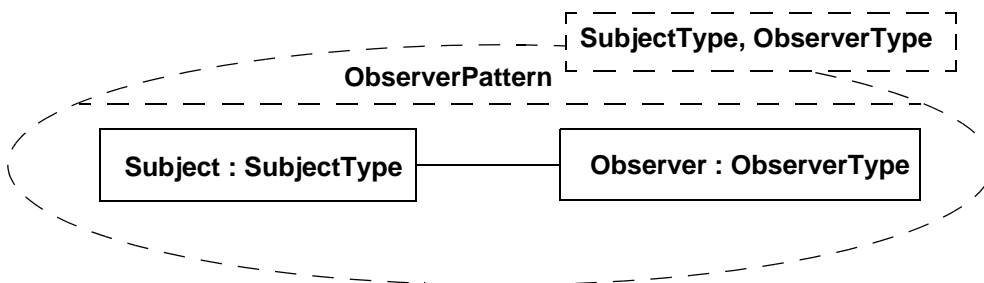 SubjectType, ObserverType
ObserverPattern
Subject : SubjectType
Observer : ObserverType